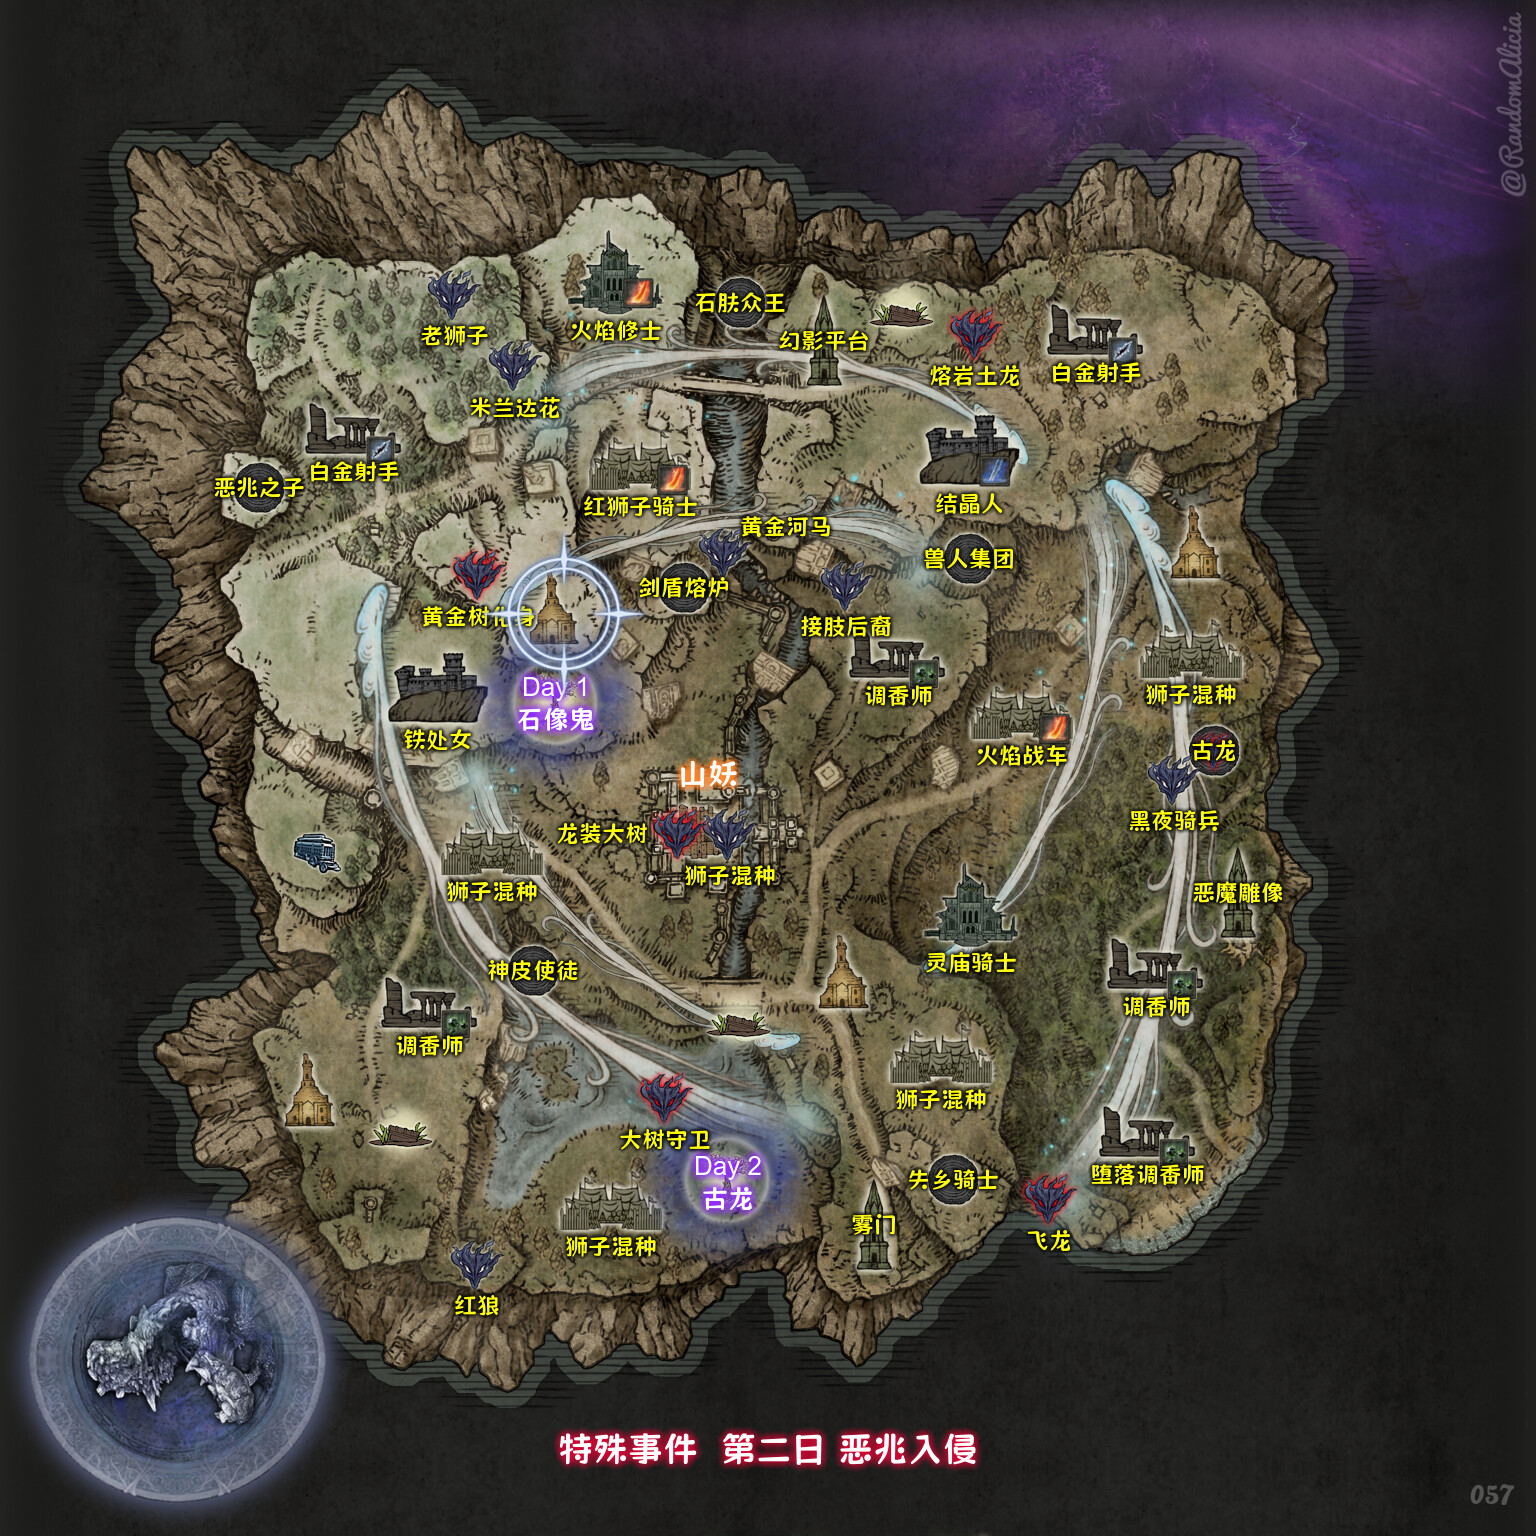 @RandomAlicia
老狮子
火焰修士
石肤众王
幻影平台
熔岩土龙
白金射手
米兰达花
白金射手
恶兆之子
红狮子骑士
结晶人
黄金河马
兽人集团
剑盾熔炉
黄金树化身
接肢后裔
调香师
狮子混种
Day 1
石像鬼
铁处女
火焰战车
古龙
山妖
黑夜骑兵
龙装大树
狮子混种
狮子混种
恶魔雕像
神皮使徒
灵庙骑士
调香师
调香师
狮子混种
大树守卫
Day 2
古龙
失乡骑士
堕落调香师
雾门
飞龙
狮子混种
红狼
特殊事件 第二日 恶兆入侵
057